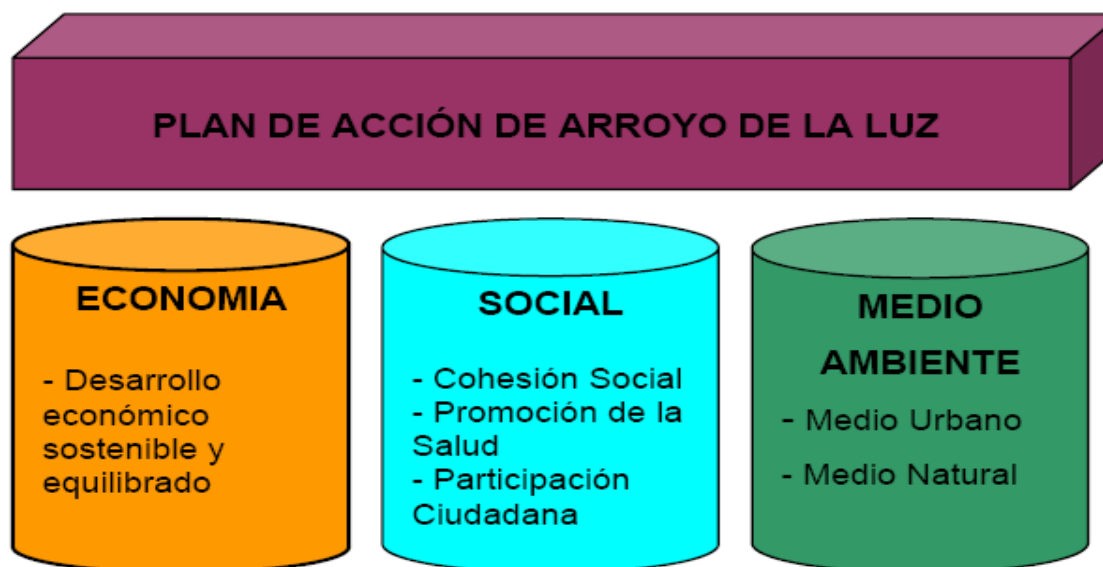 PLAN DE ACCIÓN DE ARROYO DE LA LUZ
ECONOMIA
- Desarrollo
económico
sostenible y
equilibrado
SOCIAL
- Cohesión Social
- Promoción de la
Salud
- Participación
Ciudadana
MEDIO
AMBIENTE
- Medio Urbano
- Medio Natural